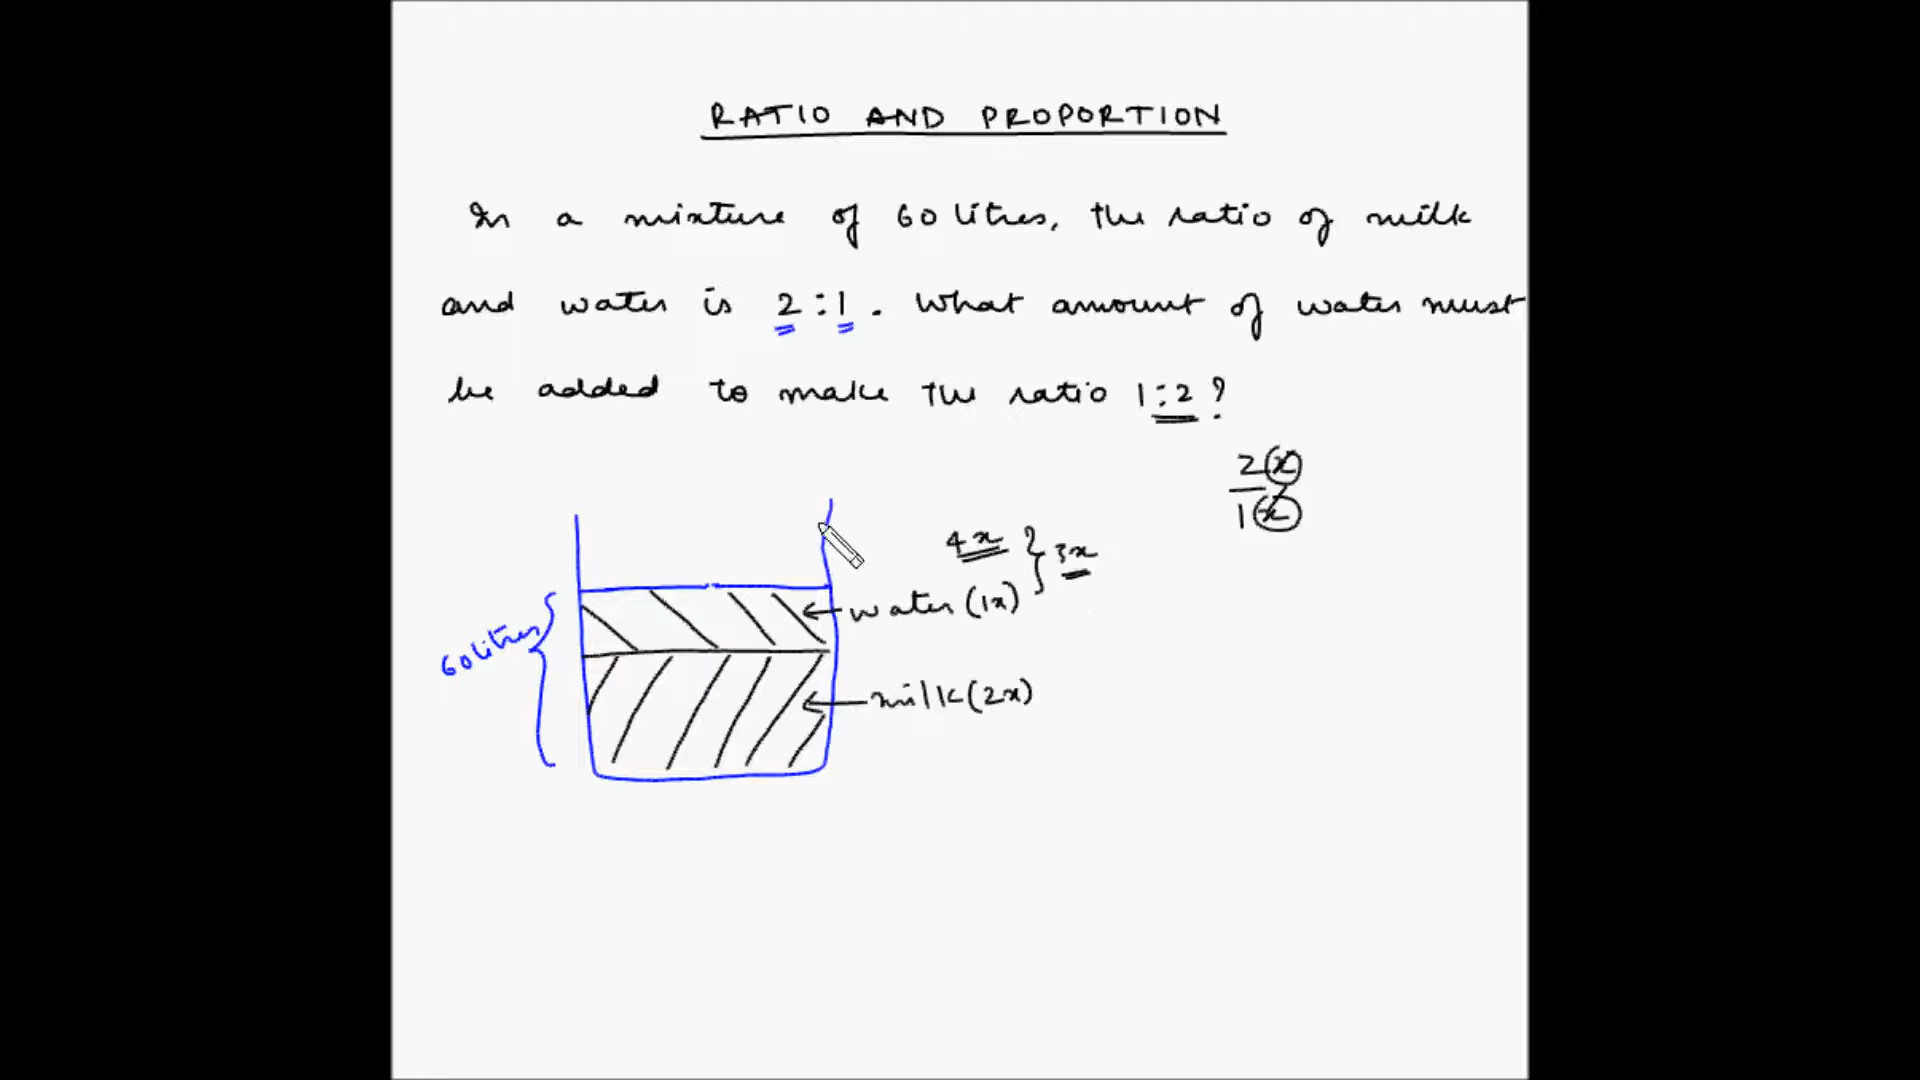 RATIO AND PROPORTION
In a mixture of 60 litres, the ratio of milk
and water is 2:1. What amount of water must
be added to make the ratio 1:2?
2x
1x
4x
3x
water (1x)
60 litres
milk (2x)